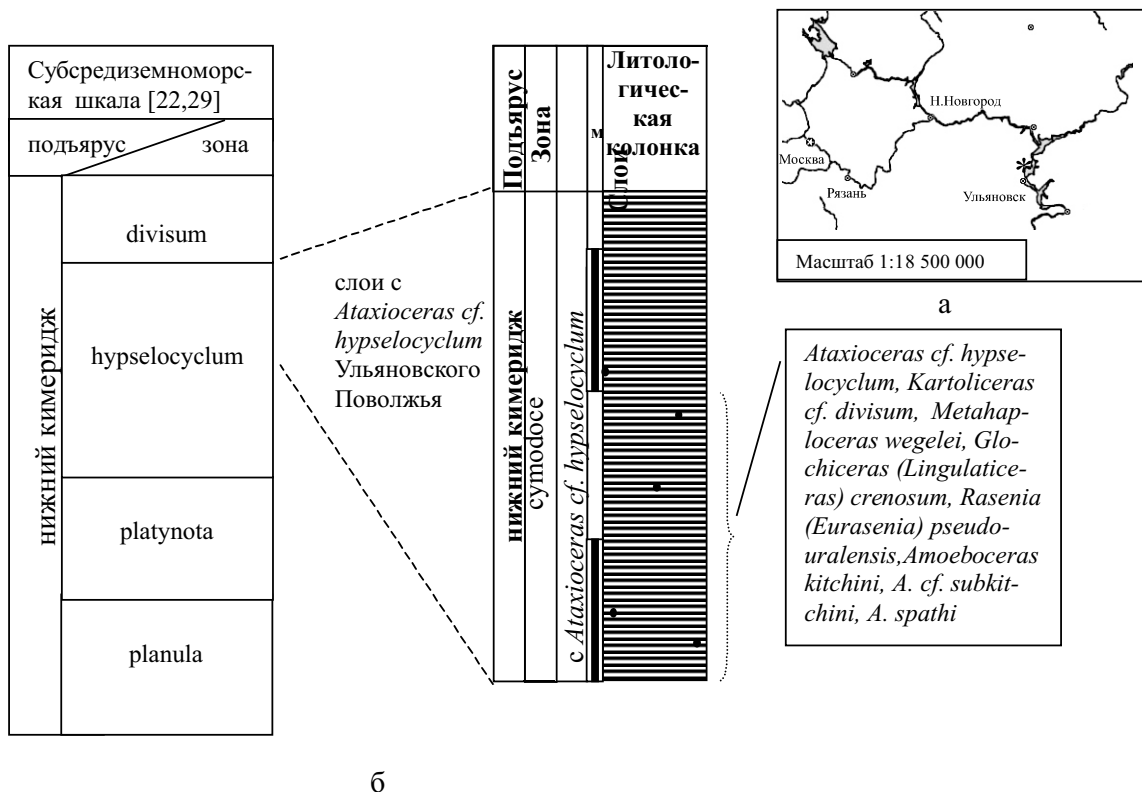 Субсредиземноморс-
кая шкала [22,29]
подъярус зона
нижний кимеридж
divisum
hypselocyclum
platynota
planula
слои с
Ataxioceras cf.
hypselocyclum
Ульяновского
Поволжья
Подъярус
Зона
Слои
м
Литоло-
гичес-
кая
колонка
нижний кимеридж
cymodoce
с Ataxioceras cf. hypselocyclum
Н.Новгород
Москва
Рязань
Ульяновск
Масштаб 1:18 500 000
а
Ataxioceras cf. hypse-
locyclum, Kartoliceras
cf. divisum, Metahap-
loceras wegelei, Glo-
chiceras (Lingulatice-
ras) crenosum, Rasenia
(Eurasenia) pseudo-
uralensis,Amoeboceras
kitchini, A. cf. subkit-
chini, A. spathi
б